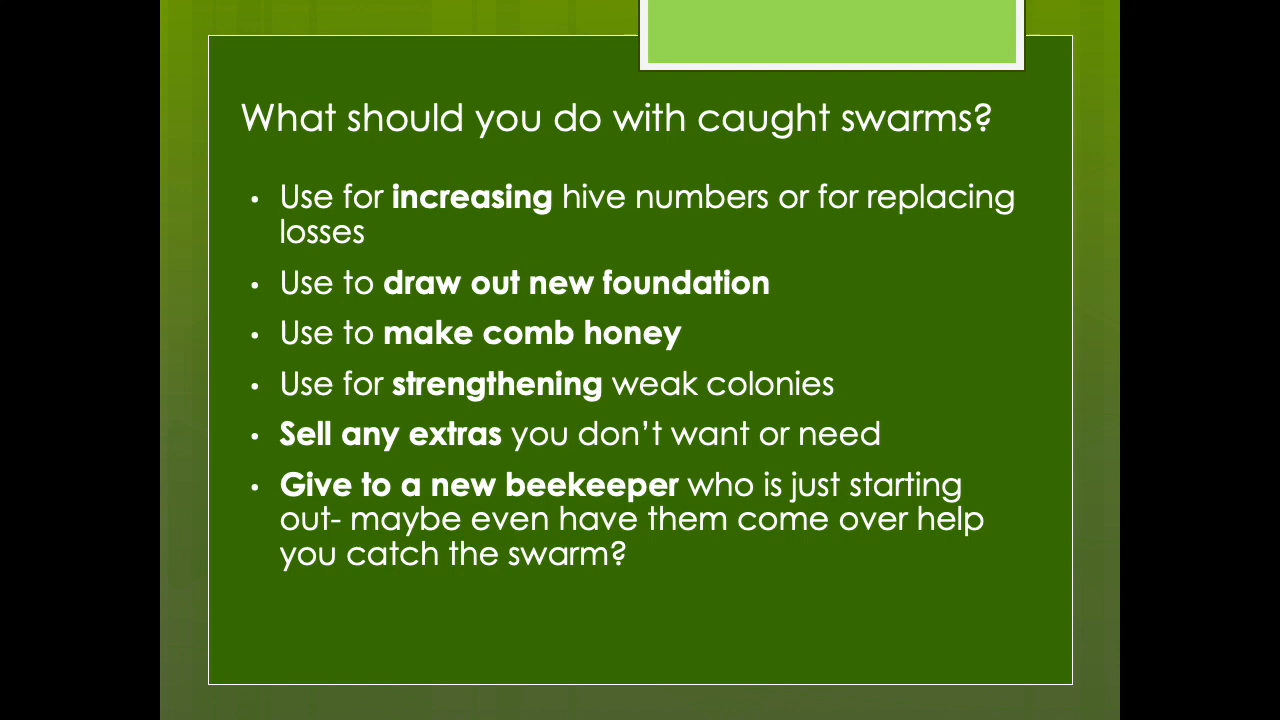 What should you do with caught swarms?
• Use for increasing hive numbers or for replacing
losses
• Use to draw out new foundation
• Use to make comb honey
• Use for strengthening weak colonies
• Sell any extras you don’t want or need
• Give to a new beekeeper who is just starting
out- maybe even have them come over help
you catch the swarm?